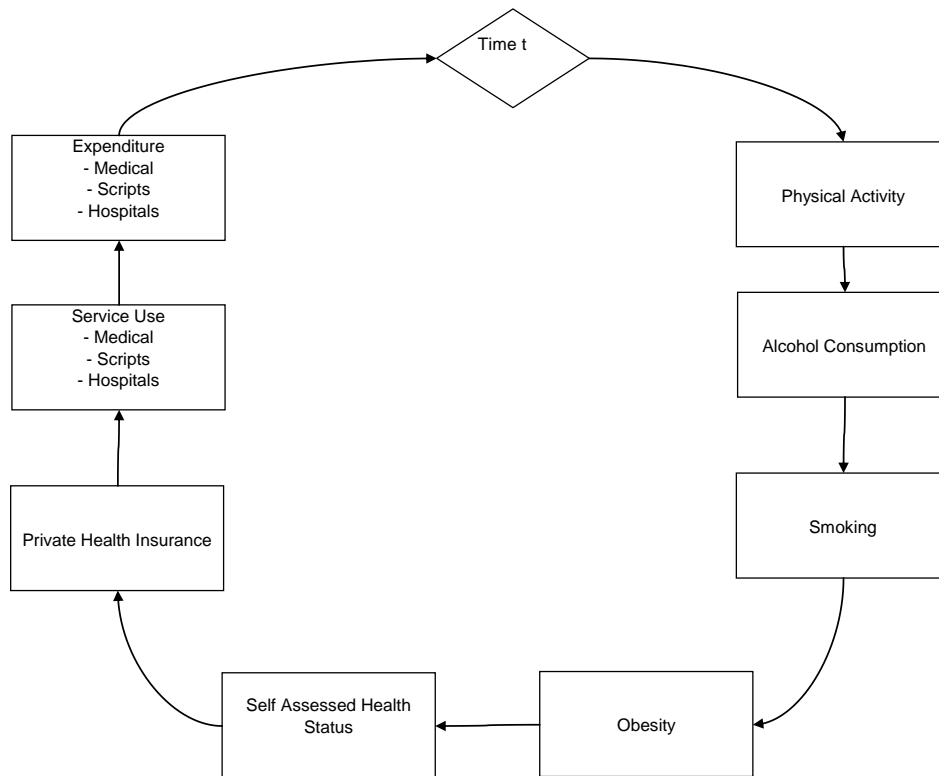 Time t
Physical Activity
Alcohol Consumption
Smoking
Obesity
Self Assessed Health
Status
Private Health Insurance
Service Use
- Medical
- Scripts
- Hospitals
Expenditure
- Medical
- Scripts
- Hospitals